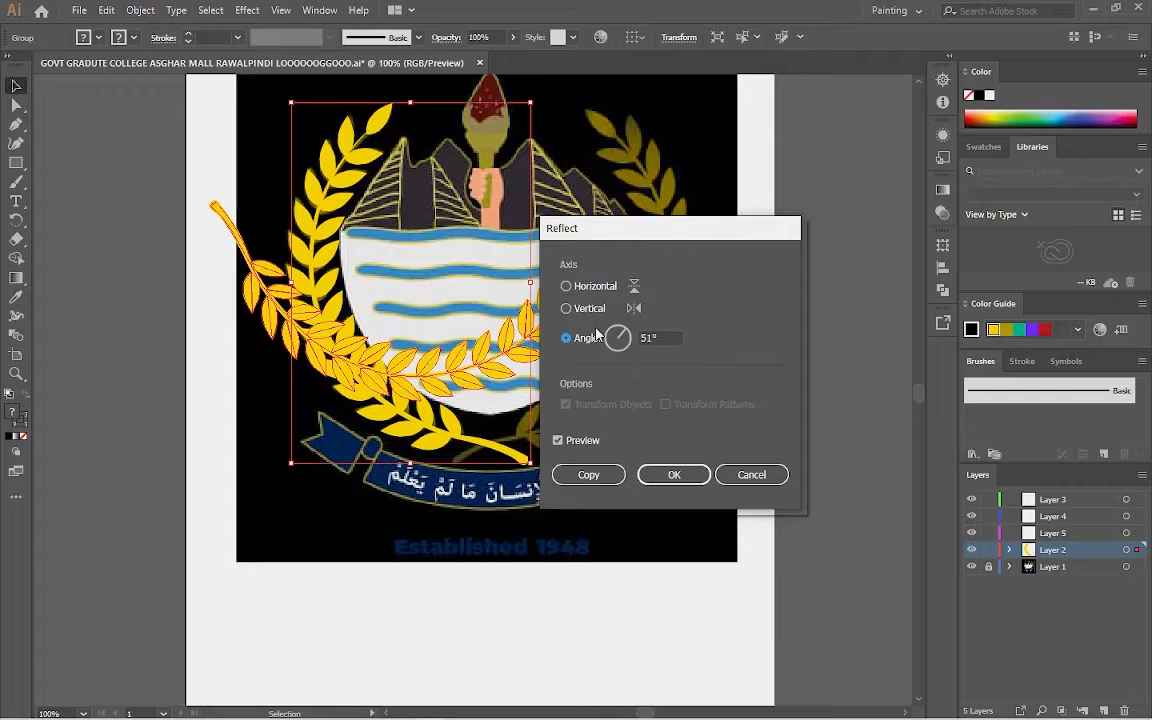 Ai File Edit Object Type Select Effect View Window Help Painting Search Adobe Stock
Group Stroke: Basic Opacity: 100% Style: Transform
GOVT GRADUTE COLLEGE ASGHAR MALL RAWALPINDI LOOOOOOGGOOO.ai* @ 100% (RGB/Preview)
Color
Swatches Libraries
View by Type
-- KB
Color Guide
Brushes Stroke Symbols
Basic
Layers
Layer 3
Layer 4
Layer 5
Layer 2
Layer 1
5 Layers
Reflect
Axis
Horizontal
Vertical
Angle: 51°
Options
Transform Objects Transform Patterns
Preview
Copy OK Cancel
مَا لَمْ يَعْلَمْ
Established 1948
100% 1 Selection